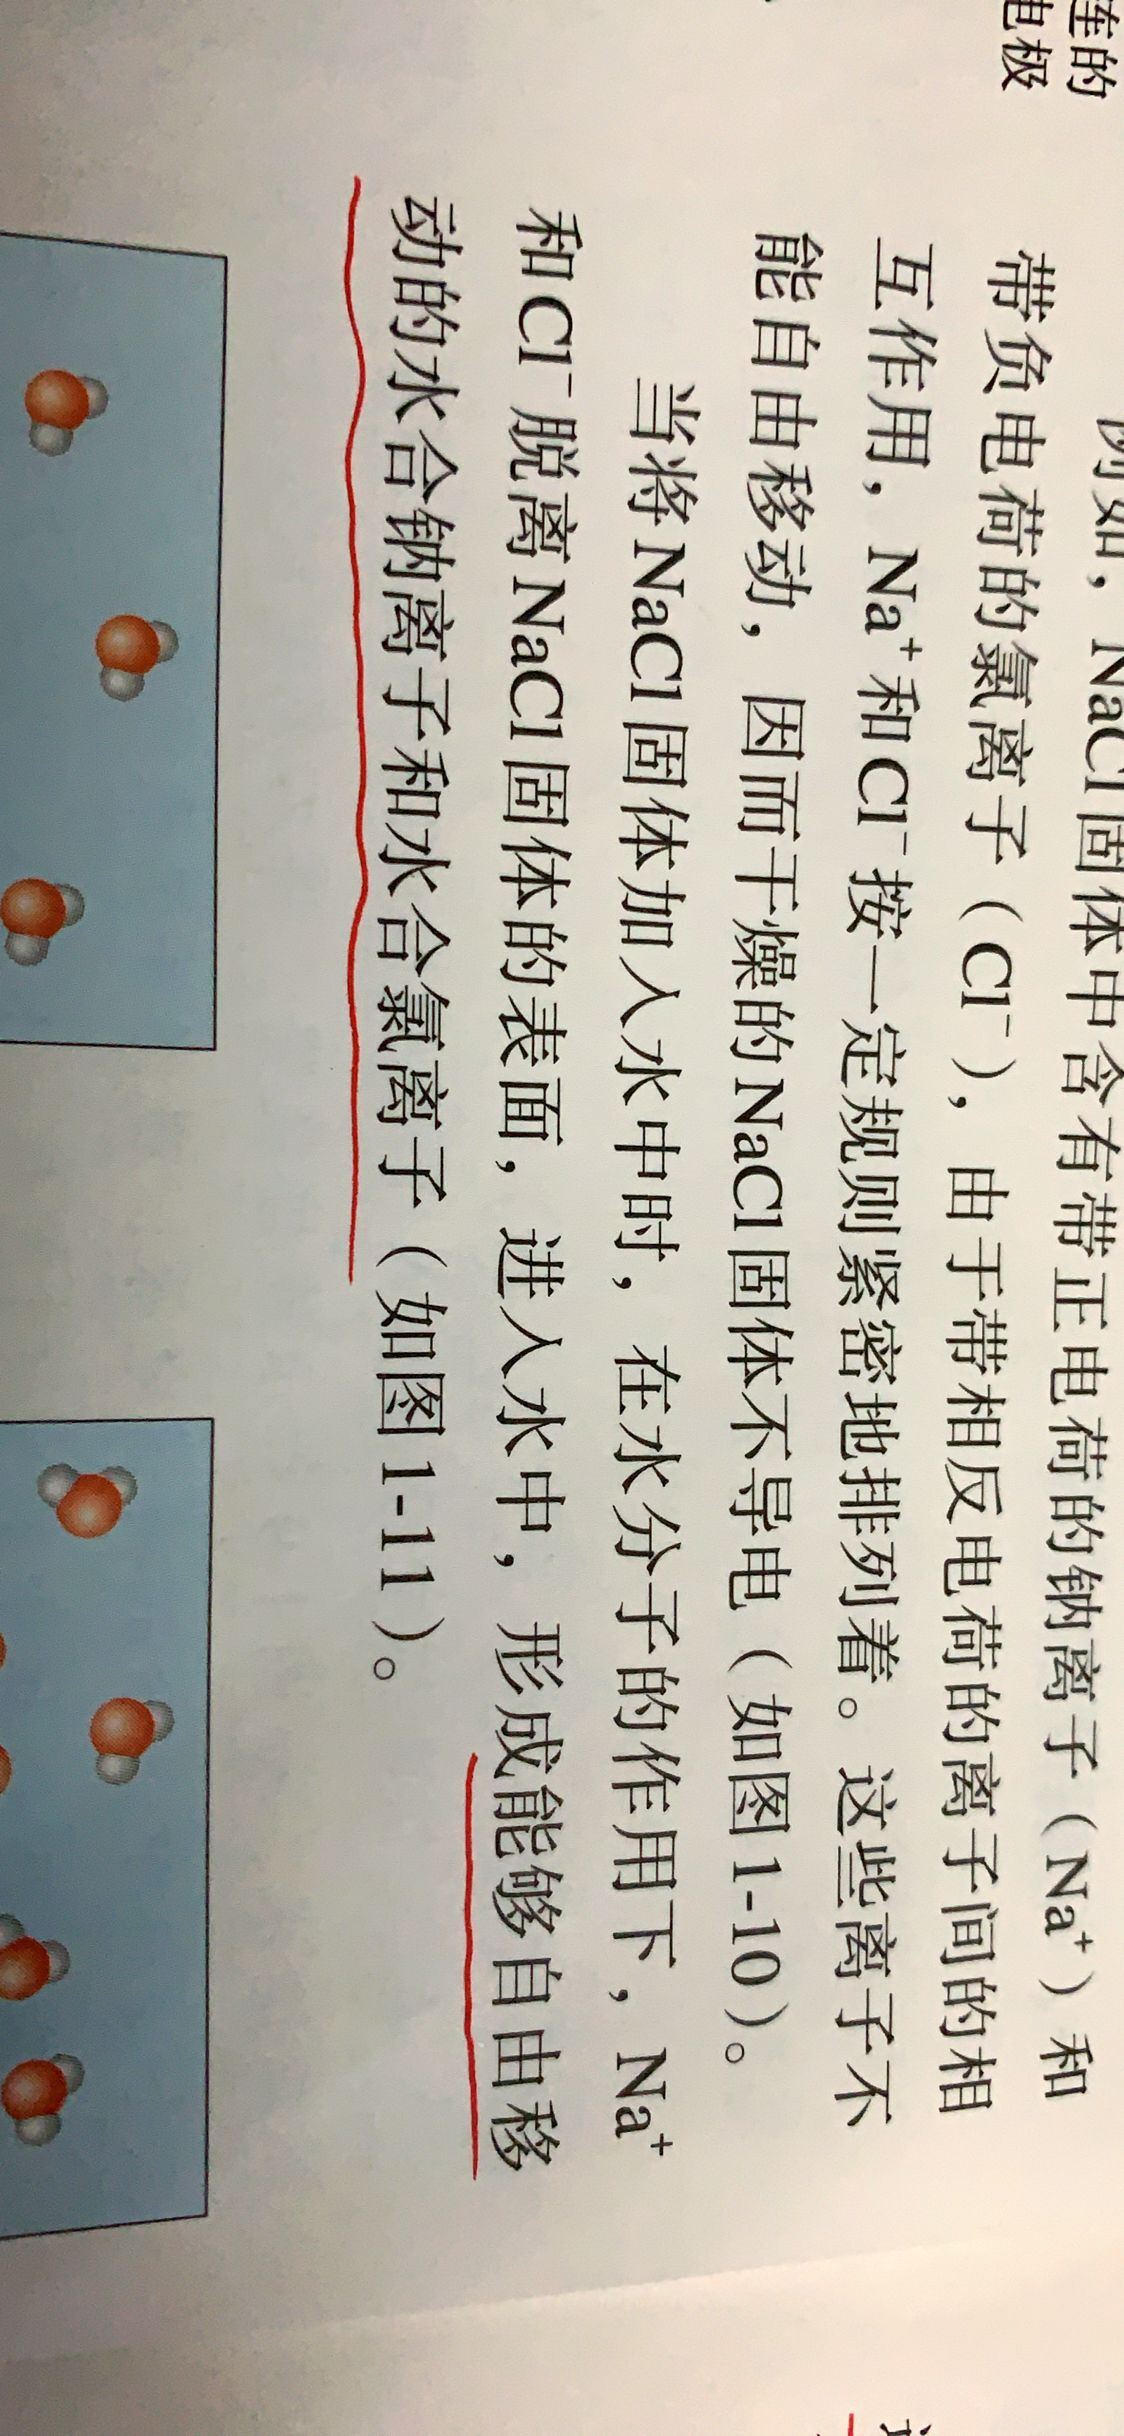 连的
电极
例如，NaCl固体中含有带正电荷的钠离子（Na⁺）和
带负电荷的氯离子（Cl⁻），由于带相反电荷的离子间的相
互作用，Na⁺和Cl⁻按一定规则紧密地排列着。这些离子不
能自由移动，因而干燥的NaCl固体不导电（如图1-10）。
当将NaCl固体加入水中时，在水分子的作用下，Na⁺
和Cl⁻脱离NaCl固体的表面，进入水中，形成能够自由移
动的水合钠离子和水合氯离子（如图1-11）。